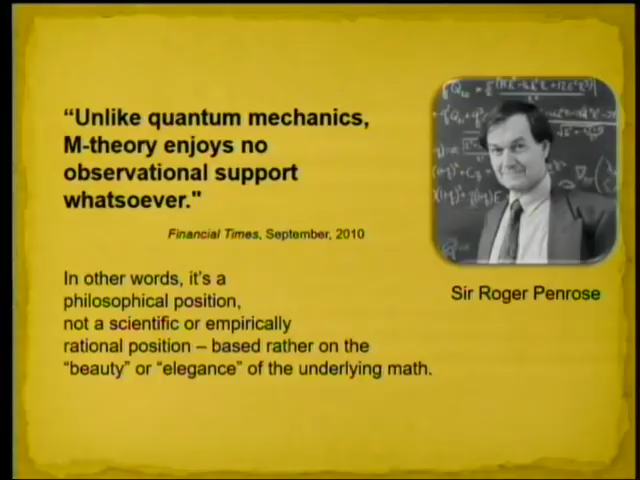 “Unlike quantum mechanics,
M-theory enjoys no
observational support
whatsoever."
Financial Times, September, 2010
In other words, it's a
philosophical position,
not a scientific or empirically
rational position – based rather on the
“beauty” or “elegance” of the underlying math.
Sir Roger Penrose